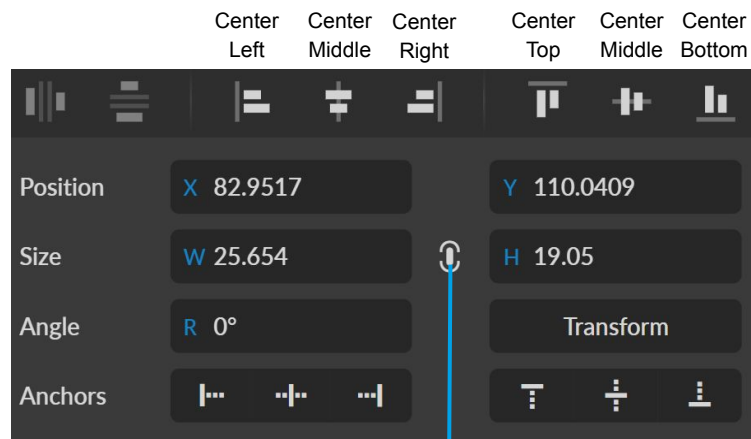 Center Center Center Center Center Center
Left Middle Right Top Middle Bottom
Position X 82.9517 Y 110.0409
Size W 25.654 H 19.05
Angle R 0° Transform
Anchors